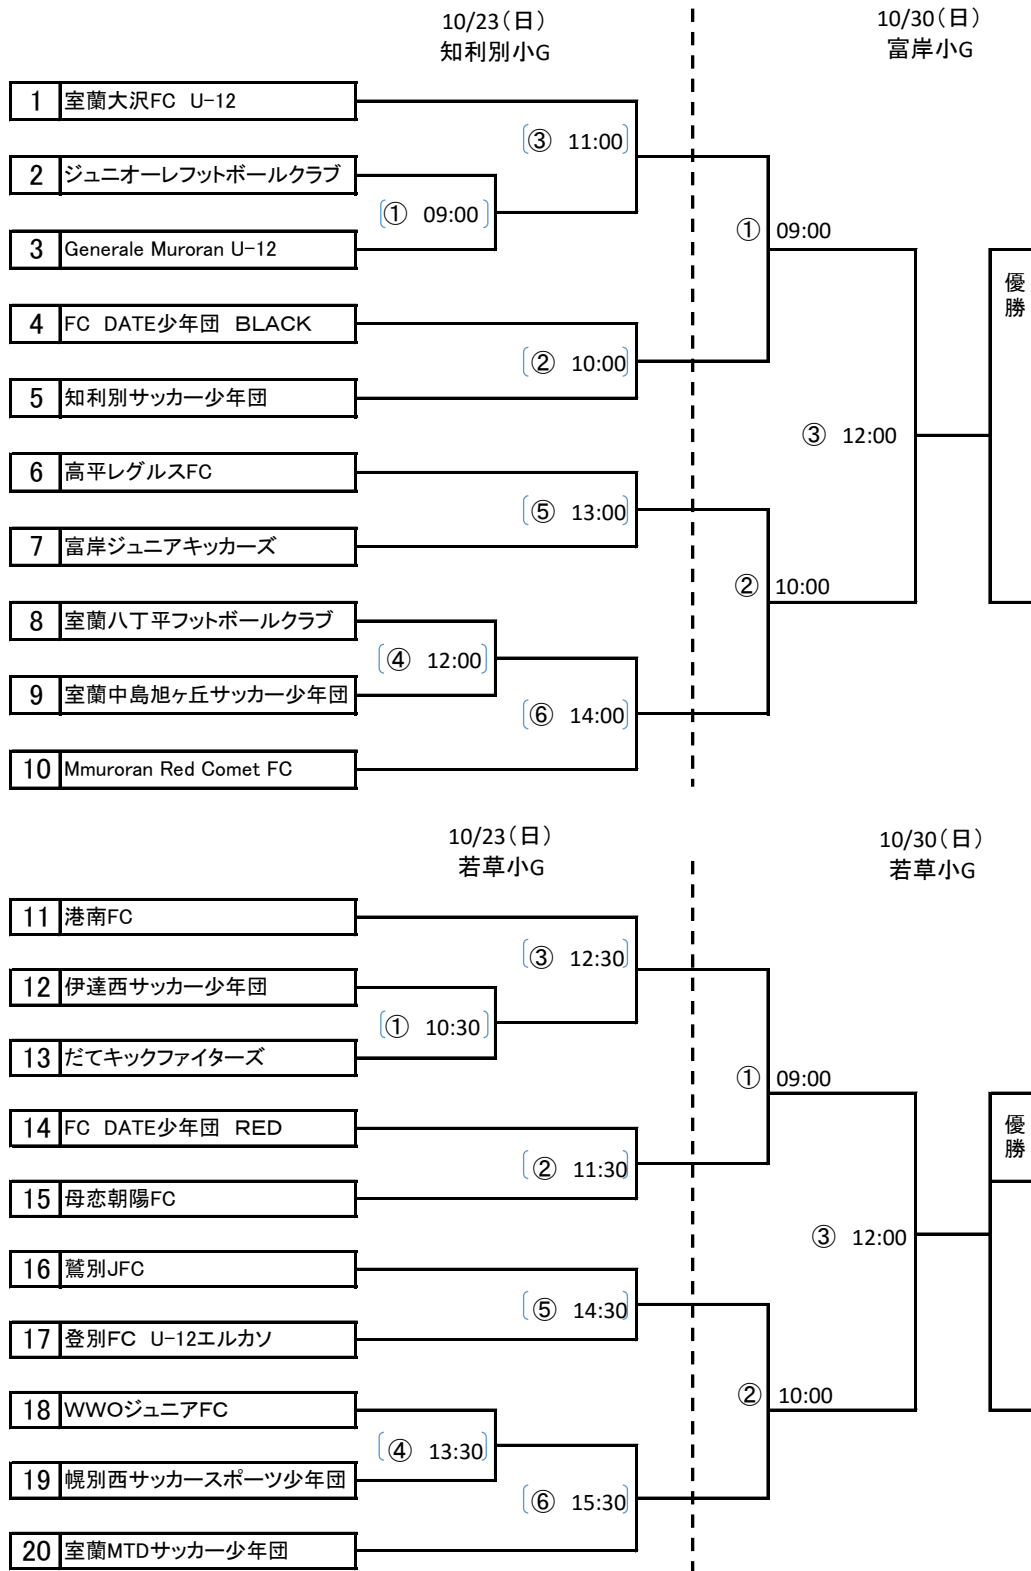 10/23(日)
知利別小G
10/30(日)
富岸小G
1 室蘭大沢FC U-12
③ 11:00
2 ジュニオーレフットボールクラブ
① 09:00
① 09:00
3 Generale Muroran U-12
優勝
4 FC DATE少年団 BLACK
② 10:00
5 知利別サッカー少年団
③ 12:00
6 高平レグルスFC
⑤ 13:00
7 富岸ジュニアキッカーズ
② 10:00
8 室蘭八丁平フットボールクラブ
④ 12:00
9 室蘭中島旭ヶ丘サッカー少年団
⑥ 14:00
10 Mmuroran Red Comet FC
10/23(日)
若草小G
10/30(日)
若草小G
11 港南FC
③ 12:30
12 伊達西サッカー少年団
① 10:30
13 だてキックファイターズ
① 09:00
14 FC DATE少年団 RED
優勝
② 11:30
15 母恋朝陽FC
③ 12:00
16 鷲別JFC
⑤ 14:30
17 登別FC U-12エルカソ
② 10:00
18 WWOジュニアFC
④ 13:30
19 幌別西サッカースポーツ少年団
⑥ 15:30
20 室蘭MTDサッカー少年団